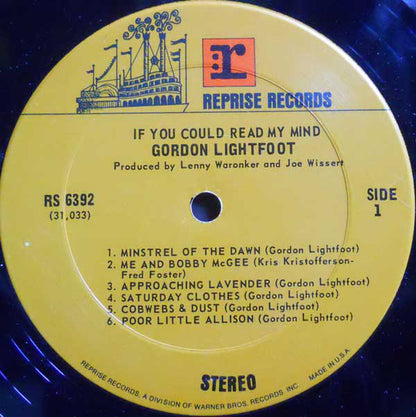 r
REPRISE RECORDS
IF YOU COULD READ MY MIND
GORDON LIGHTFOOT
Produced by Lenny Waronker and Joe Wissert
RS 6392
(31,033)
SIDE
1
1. MINSTREL OF THE DAWN (Gordon Lightfoot)
2. ME AND BOBBY McGEE (Kris Kristofferson-
Fred Foster)
3. APPROACHING LAVENDER (Gordon Lightfoot)
4. SATURDAY CLOTHES (Gordon Lightfoot)
5. COBWEBS & DUST (Gordon Lightfoot)
6. POOR LITTLE ALLISON (Gordon Lightfoot)
STEREO
REPRISE RECORDS, A DIVISION OF WARNER BROS. RECORDS INC. MADE IN U.S.A.